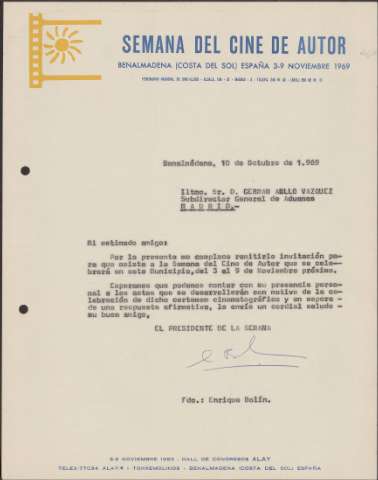 SEMANA DEL CINE DE AUTOR
BENALMADENA (COSTA DEL SOL) ESPAÑA 3-9 NOVIEMBRE 1969
Benalmádena, 10 de Octubre de 1.969
Iltmo. Sr. D. GERMAN VAZQUEZ
Subdirector General de Aduanas
M A D R I D.-
Mi estimado amigo:
Por la presente me complace remitirle invitación pa-
ra que asista a la Semana del Cine de Autor que se cele-
brará en este Municipio, del 3 al 9 de Noviembre próximo.
Esperamos que podamos contar con su presencia perso-
nal a los actos que se desarrollarán con motivo de la ce-
lebración de dicho certamen cinematográfico y en espera -
de una respuesta afirmativa, le envía un cordial saludo -
su buen amigo,
EL PRESIDENTE DE LA SEMANA
Fdo.: Enrique Bolín.
3-9 NOVIEMBRE 1969 - HALL DE CONGRESOS ALAY
TELEX: 77034 ALAY-E - TORREMOLINOS - BENALMADENA (COSTA DEL SOL) ESPAÑA